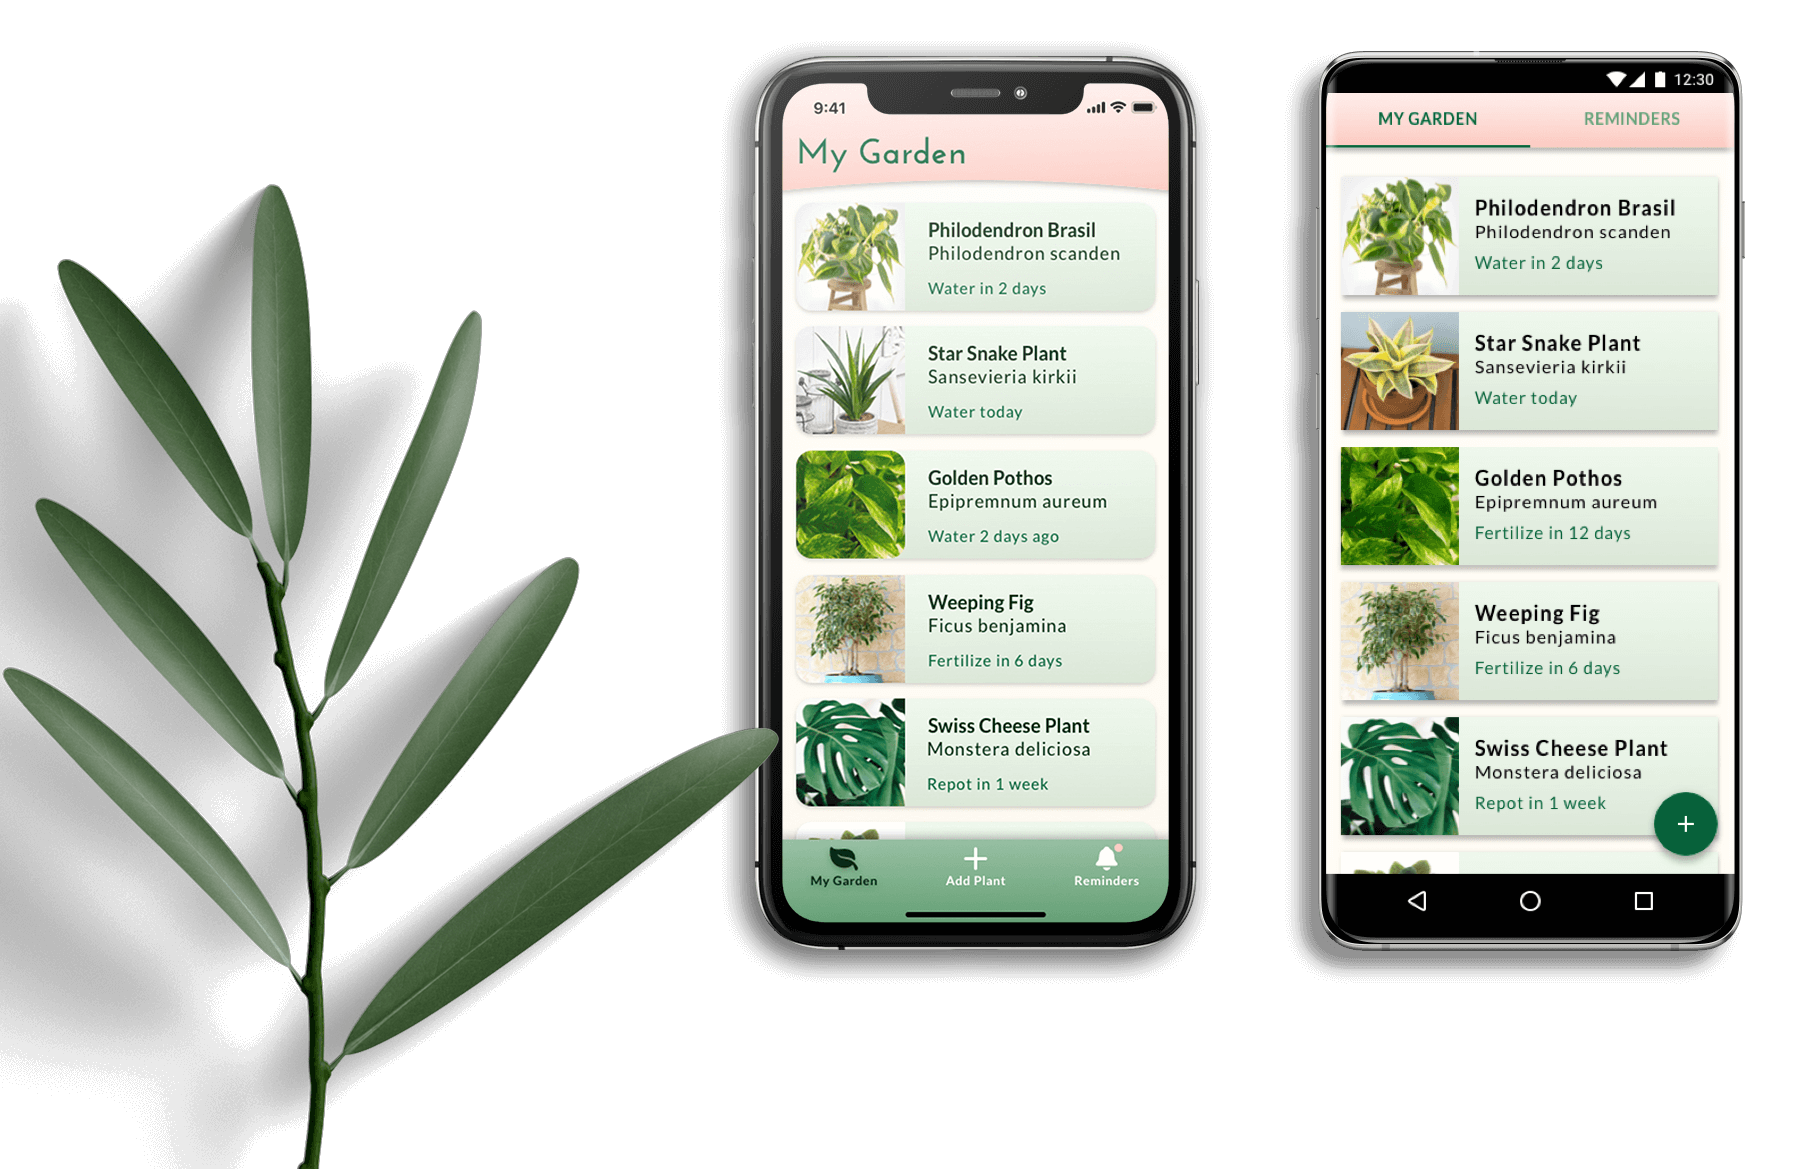 9:41
My Garden
Philodendron Brasil
Philodendron scanden
Water in 2 days
Star Snake Plant
Sansevieria kirkii
Water today
Golden Pothos
Epipremnum aureum
Water 2 days ago
Weeping Fig
Ficus benjamina
Fertilize in 6 days
Swiss Cheese Plant
Monstera deliciosa
Repot in 1 week
My Garden
Add Plant
Reminders
12:30
MY GARDEN
REMINDERS
Philodendron Brasil
Philodendron scanden
Water in 2 days
Star Snake Plant
Sansevieria kirkii
Water today
Golden Pothos
Epipremnum aureum
Fertilize in 12 days
Weeping Fig
Ficus benjamina
Fertilize in 6 days
Swiss Cheese Plant
Monstera deliciosa
Repot in 1 week